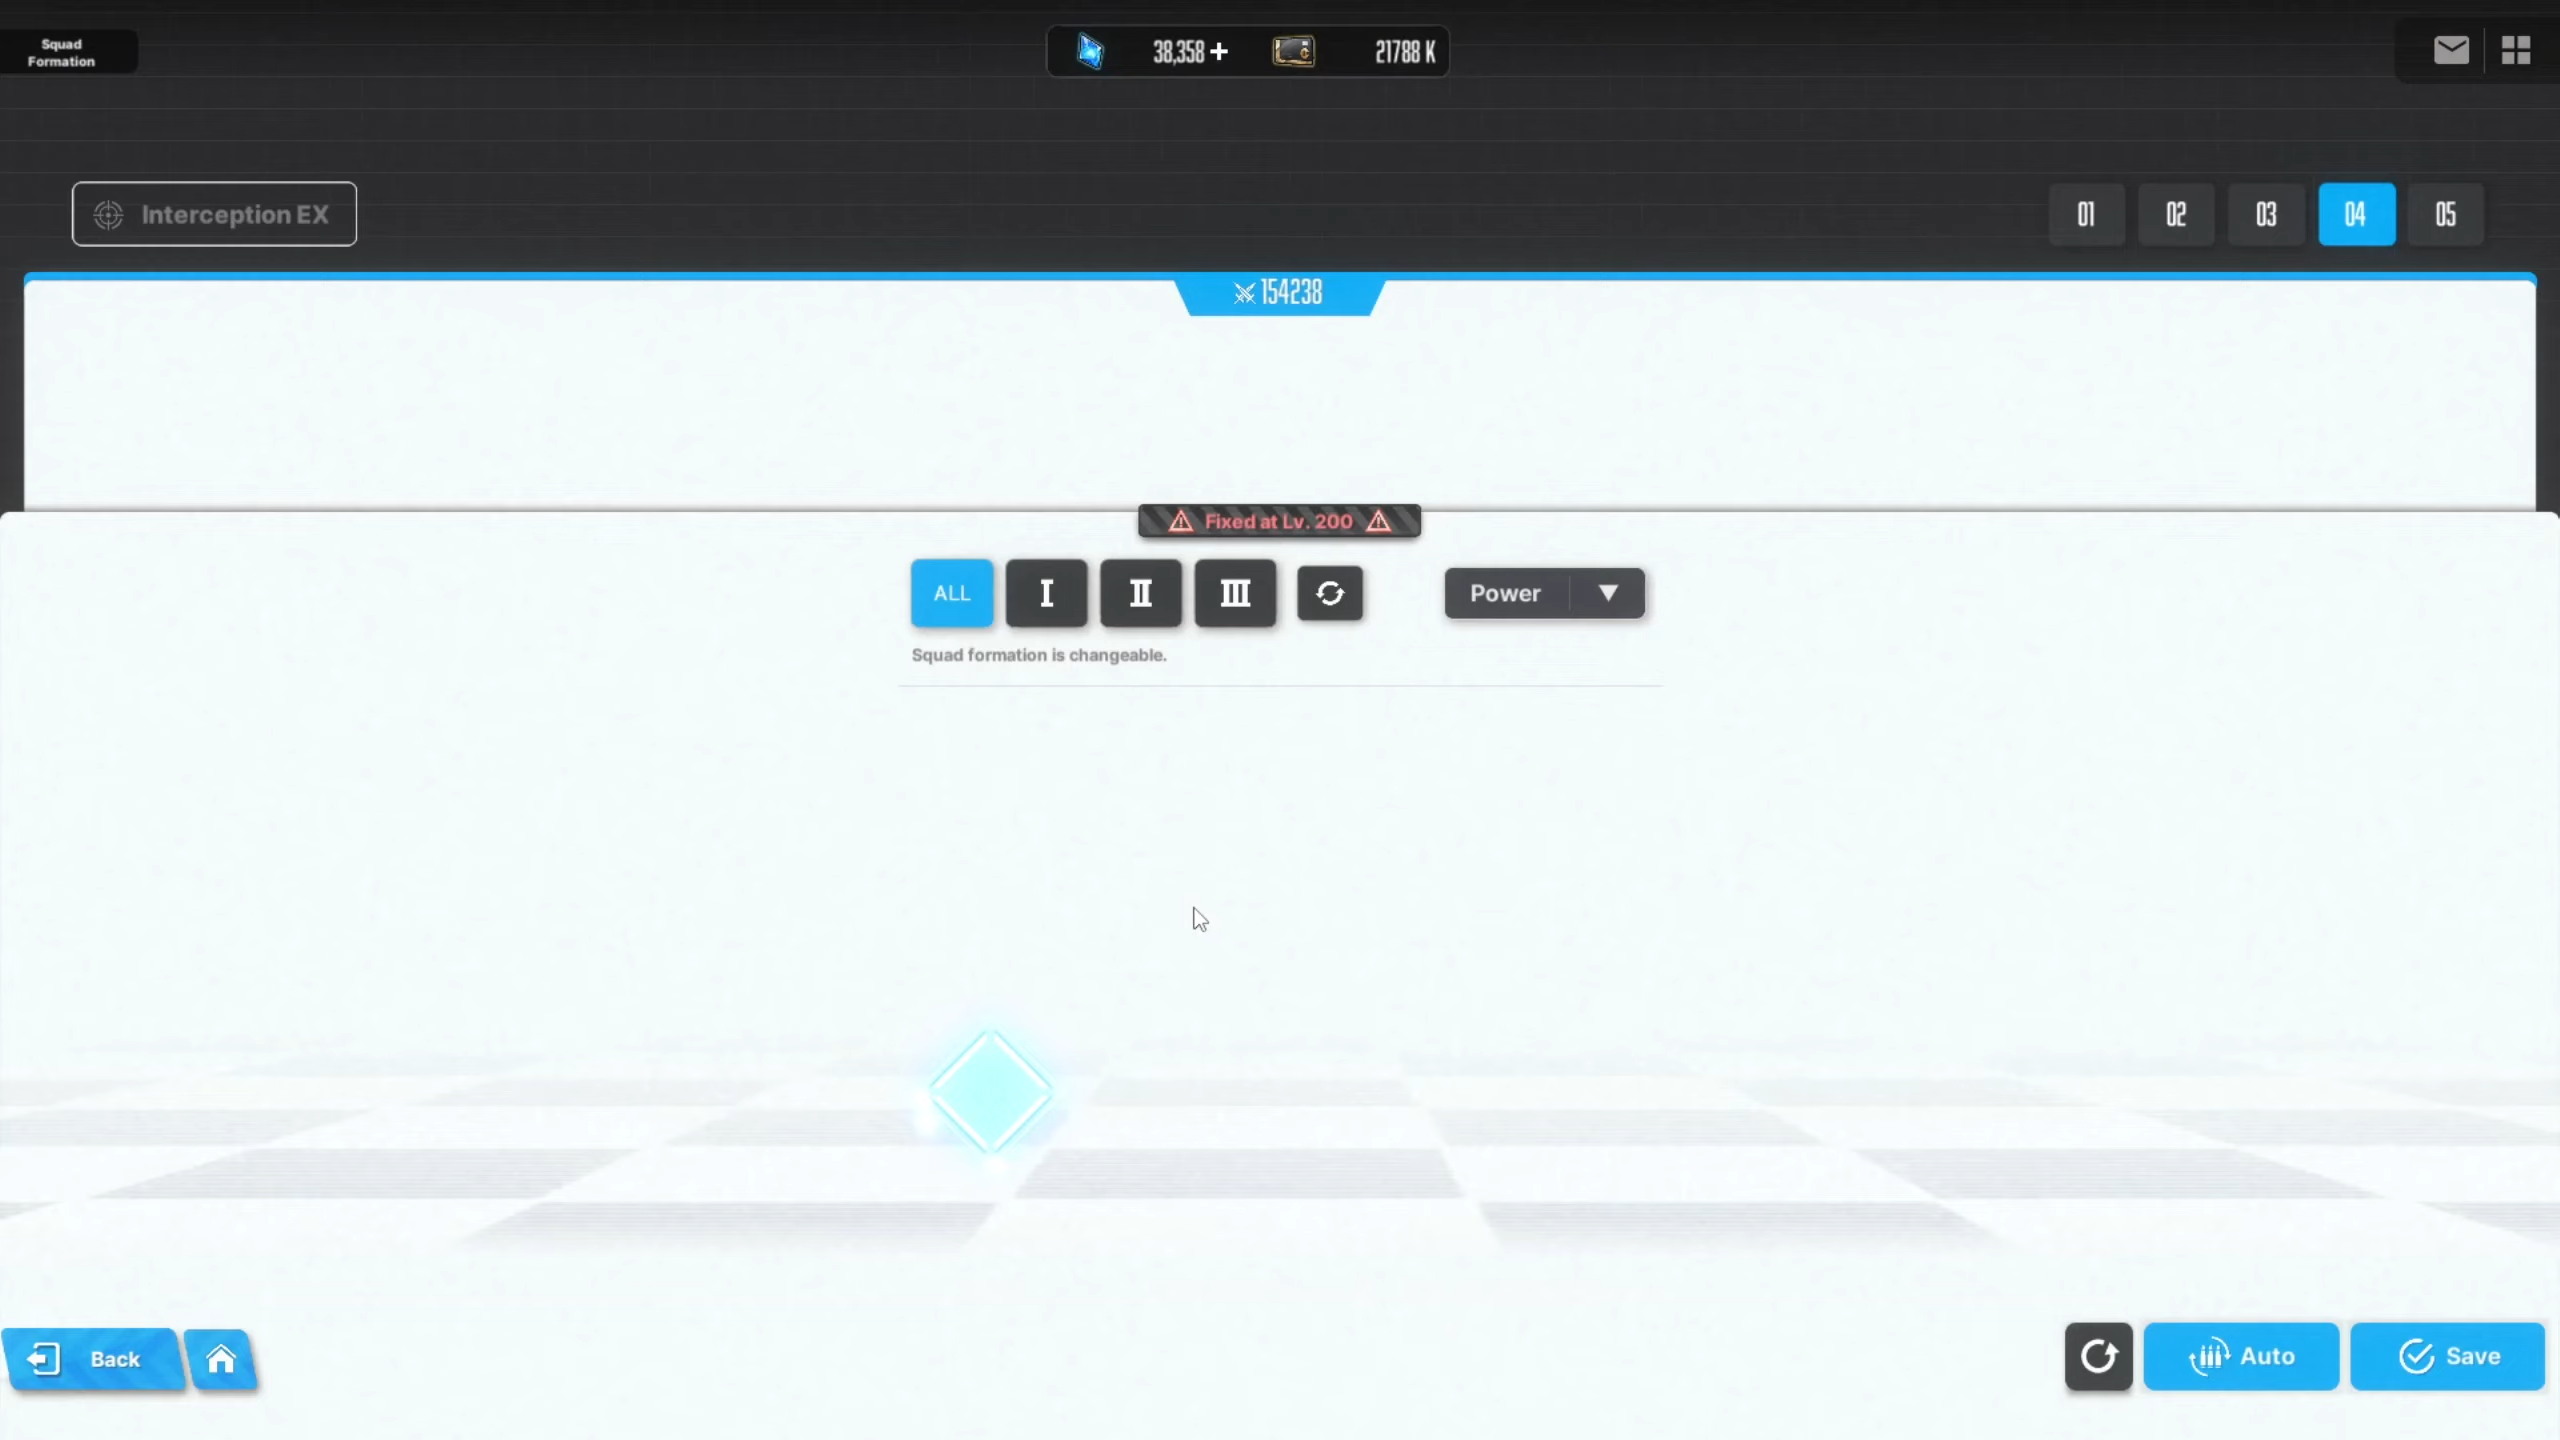 Squad
Formation
38,358 +
21788 K
Interception EX
01
02
03
04
05
154238
Fixed at Lv. 200
ALL
I
II
III
Power
Squad formation is changeable.
Back
Auto
Save